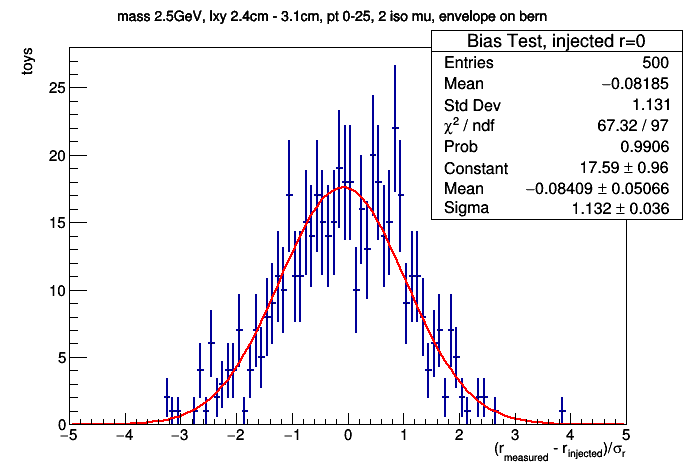 mass 2.5GeV, lxy 2.4cm - 3.1cm, pt 0-25, 2 iso mu, envelope on bern
Bias Test, injected r=0
Entries 500
Mean −0.08185
Std Dev 1.131
χ² / ndf 67.32 / 97
Prob 0.9906
Constant 17.59 ± 0.96
Mean −0.08409 ± 0.05066
Sigma 1.132 ± 0.036
toys
25
20
15
10
5
0
−5 −4 −3 −2 −1 0 1 2 3 4 5
(r_measured - r_injected)/σ_r